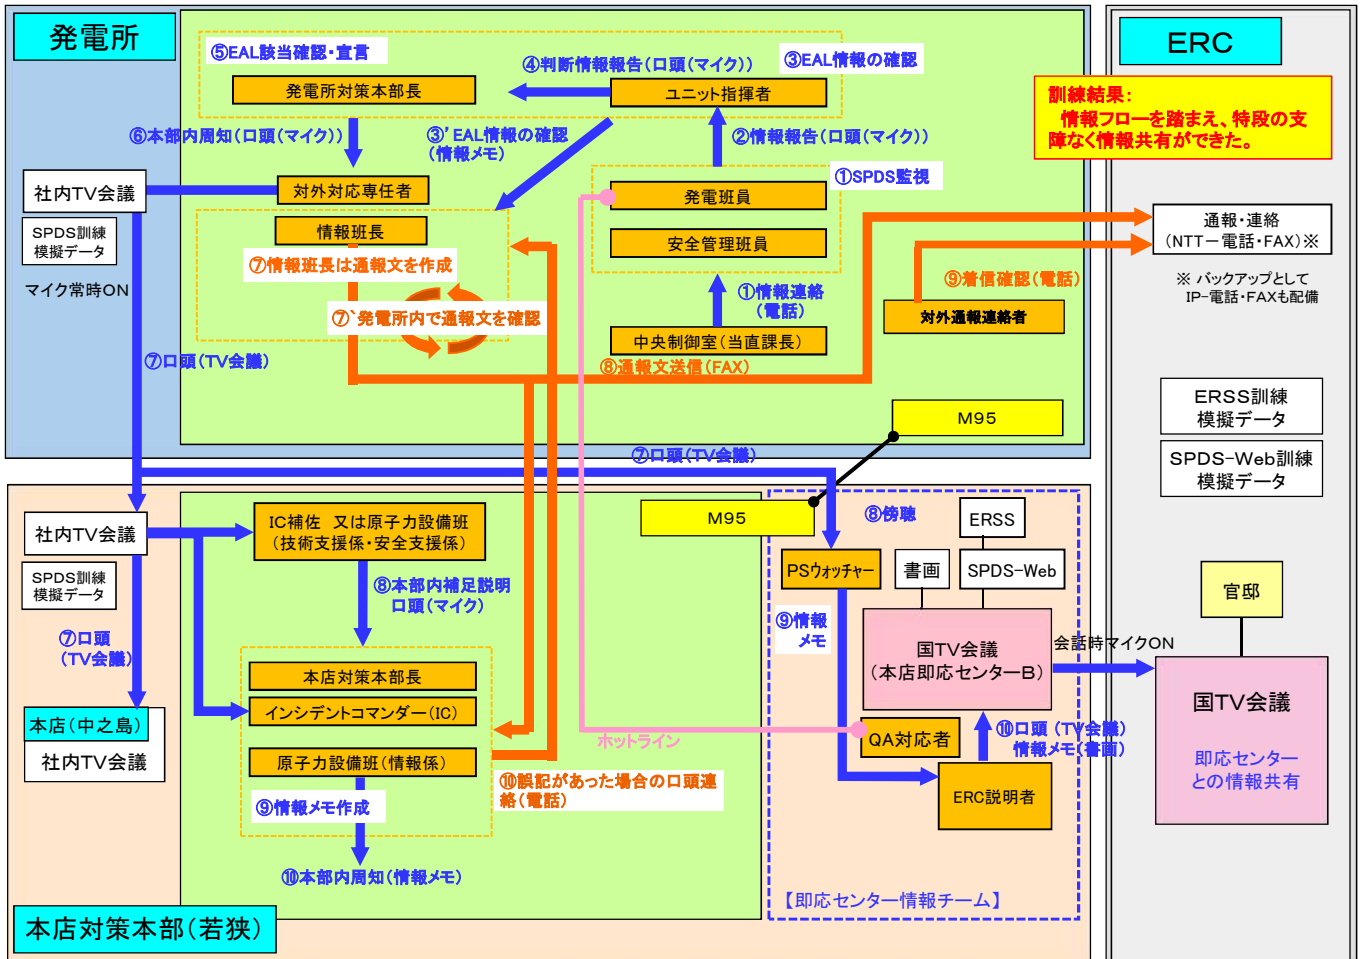 発電所
⑤EAL該当確認・宣言
発電所対策本部長
④判断情報報告(口頭(マイク))
③EAL情報の確認
ユニット指揮者
⑥本部内周知(口頭(マイク))
③’EAL情報の確認
(情報メモ)
②情報報告(口頭(マイク))
社内TV会議
SPDS訓練
模擬データ
マイク常時ON
対外対応専任者
情報班長
⑦情報班長は通報文を作成
⑦`発電所内で通報文を確認
①SPDS監視
発電班員
安全管理班員
①情報連絡
(電話)
中央制御室(当直課長)
⑨着信確認(電話)
対外通報連絡者
⑦口頭(TV会議)
⑧通報文送信(FAX)
M95
⑦口頭(TV会議)
ERC
訓練結果:
情報フローを踏まえ、特段の支
障なく情報共有ができた。
通報・連絡
(NTT-電話・FAX)※
※ バックアップとして
IP-電話・FAXも配備
ERSS訓練
模擬データ
SPDS-Web訓練
模擬データ
官邸
国TV会議
即応センター
との情報共有
社内TV会議
SPDS訓練
模擬データ
⑦口頭
(TV会議)
本店(中之島)
社内TV会議
IC補佐 又は原子力設備班
(技術支援係・安全支援係)
⑧本部内補足説明
口頭(マイク)
本店対策本部長
インシデントコマンダー(IC)
原子力設備班(情報係)
⑨情報メモ作成
⑩本部内周知(情報メモ)
⑩誤記があった場合の口頭連
絡(電話)
ホットライン
M95
⑧傍聴
PSウォッチャー
書画
ERSS
SPDS-Web
⑨情報
メモ
国TV会議
(本店即応センターB)
会話時マイクON
QA対応者
⑩口頭(TV会議)
情報メモ(書画)
ERC説明者
【即応センター情報チーム】
本店対策本部(若狭)